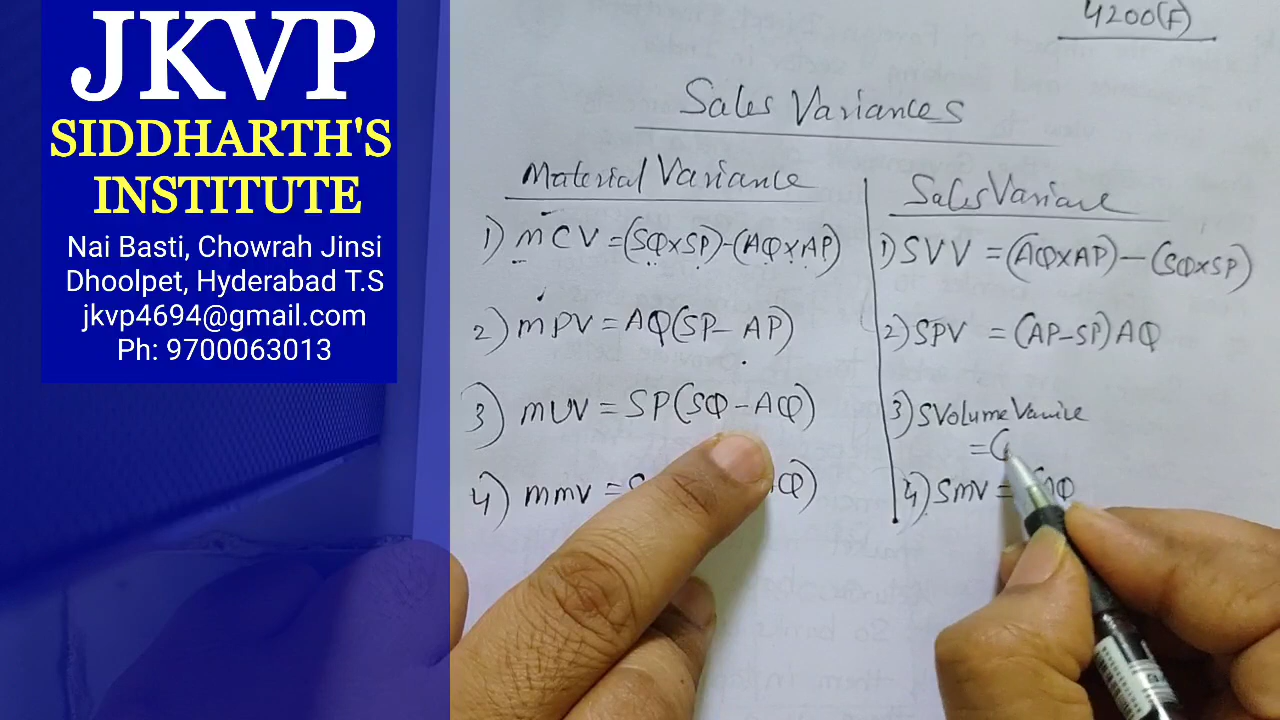 JKVP
SIDDHARTH'S
INSTITUTE
Nai Basti, Chowrah Jinsi
Dhoolpet, Hyderabad T.S
jkvp4694@gmail.com
Ph: 9700063013
4200(F)
Sales Variances
Material Variance
1) MCV = (SQ×SP)-(AQ×AP)
2) MPV = AQ(SP- AP)
3) MUV = SP(SQ-AQ)
4) MMV = S Q)
Sales Variance
1) SVV = (AQ×AP)-(SQ×SP)
2) SPV = (AP-SP)AQ
3) SVolume
= (
4) SMV = AQ